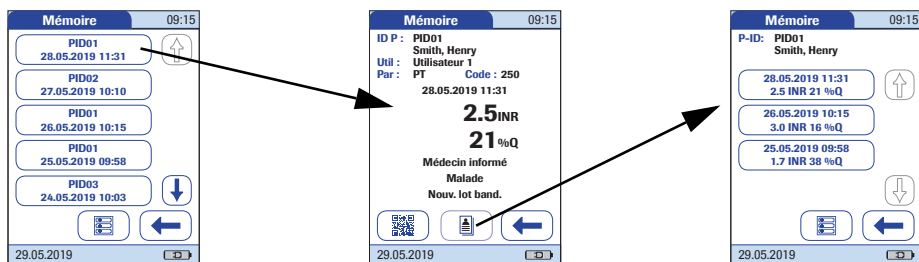 Mémoire 09:15
PID01
28.05.2019 11:31
PID02
27.05.2019 10:10
PID01
26.05.2019 10:15
PID01
25.05.2019 09:58
PID03
24.05.2019 10:03
29.05.2019
Mémoire 09:15
ID P : PID01
Smith, Henry
Util : Utilisateur 1
Par : PT Code : 250
28.05.2019 11:31
2.5INR
21%Q
Médecin informé
Malade
Nouv. lot band.
29.05.2019
Mémoire 09:15
P-ID: PID01
Smith, Henry
28.05.2019 11:31
2.5 INR 21 %Q
26.05.2019 10:15
3.0 INR 16 %Q
25.05.2019 09:58
1.7 INR 38 %Q
29.05.2019